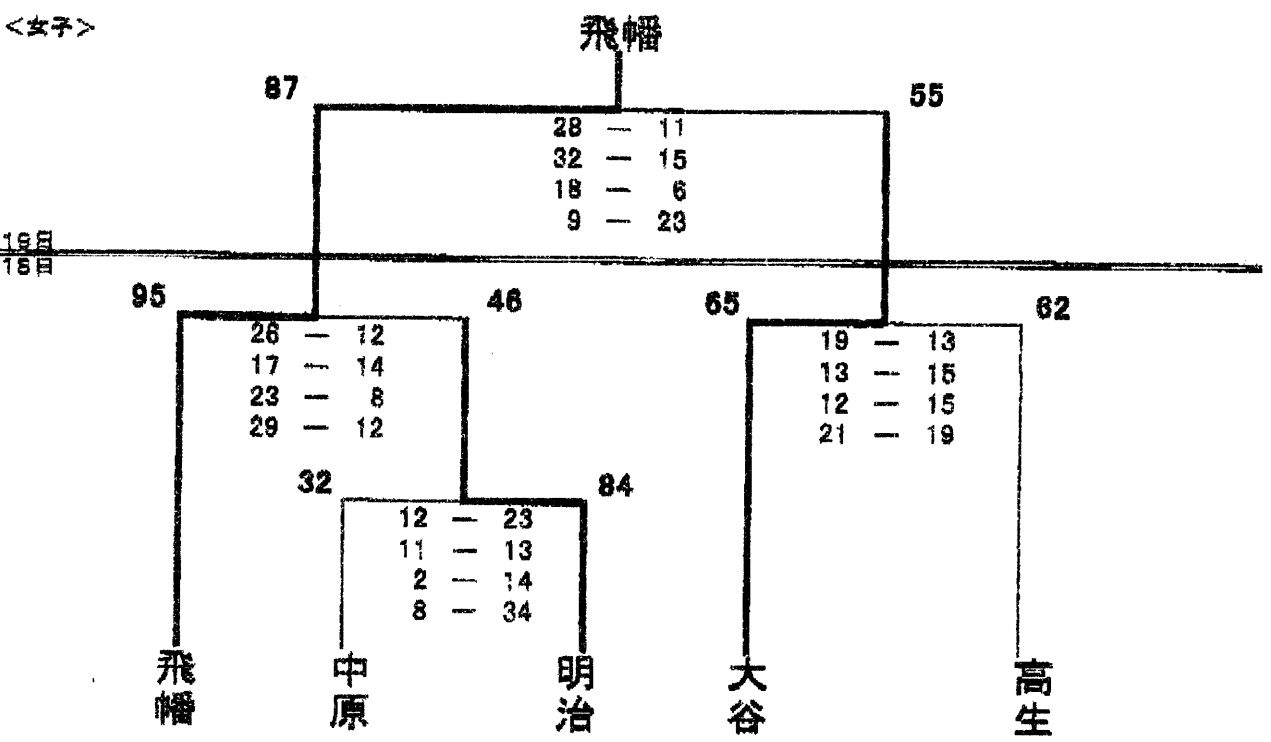 <女子>
飛幡
87 55
28 — 11
32 — 15
18 — 6
9 — 23
19日
18日
95 46 65 62
26 — 12
17 — 14
23 — 8
29 — 12
19 — 13
13 — 15
12 — 15
21 — 19
32 84
12 — 23
11 — 13
2 — 14
8 — 34
飛幡
中原
明治
大谷
高生